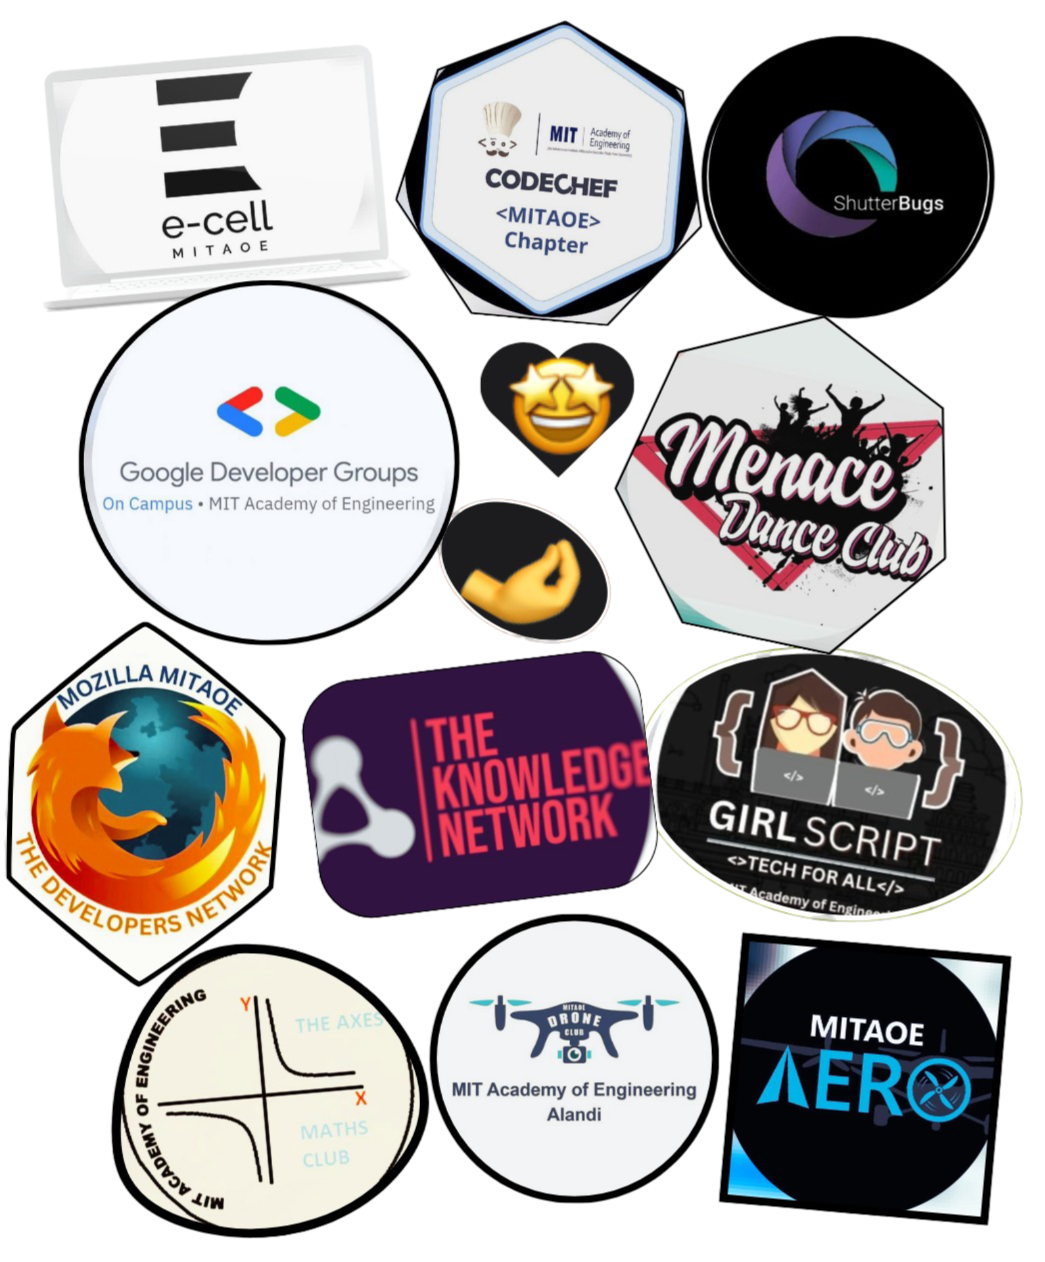 e-cell
MITAOE
MIT
Academy of
Engineering
CODECHEF
<MITAOE>
Chapter
ShutterBugs
Google Developer Groups
On Campus • MIT Academy of Engineering
Menace
Dance Club
MOZILLA MITAOE
THE DEVELOPERS NETWORK
THE
KNOWLEDGE
NETWORK
</>
</>
GIRLSCRIPT
<>TECH FOR ALL</>
MIT ACADEMY OF ENGINEERING
Y
THE AXES
X
MATHS
CLUB
MITAOE
DRONE
CLUB
MIT Academy of Engineering
Alandi
MITAOE
AERO